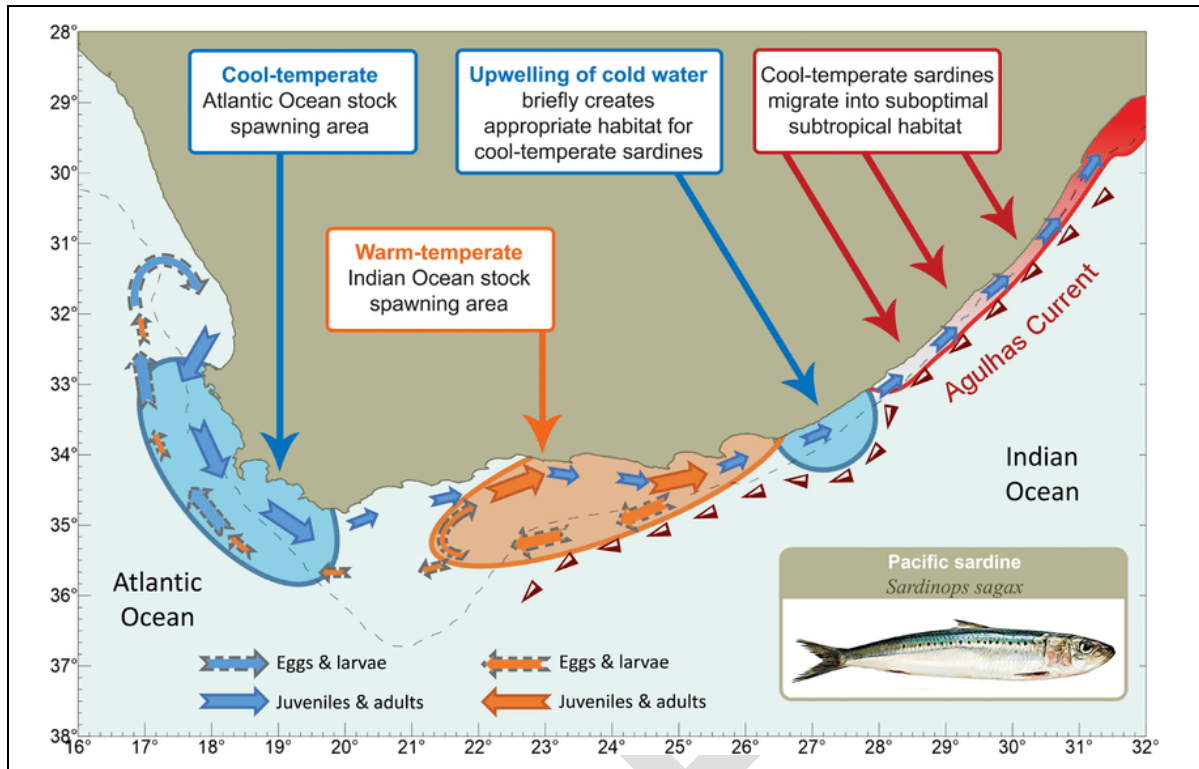 28°
29°
30°
31°
32°
33°
34°
35°
36°
37°
38°
Cool-temperate
Atlantic Ocean stock
spawning area
Upwelling of cold water
briefly creates
appropriate habitat for
cool-temperate sardines
Cool-temperate sardines
migrate into suboptimal
subtropical habitat
Warm-temperate
Indian Ocean stock
spawning area
Agulhas Current
Indian
Ocean
Atlantic
Ocean
Pacific sardine
Sardinops sagax
Eggs & larvae
Juveniles & adults
Eggs & larvae
Juveniles & adults
16° 17° 18° 19° 20° 21° 22° 23° 24° 25° 26° 27° 28° 29° 30° 31° 32°